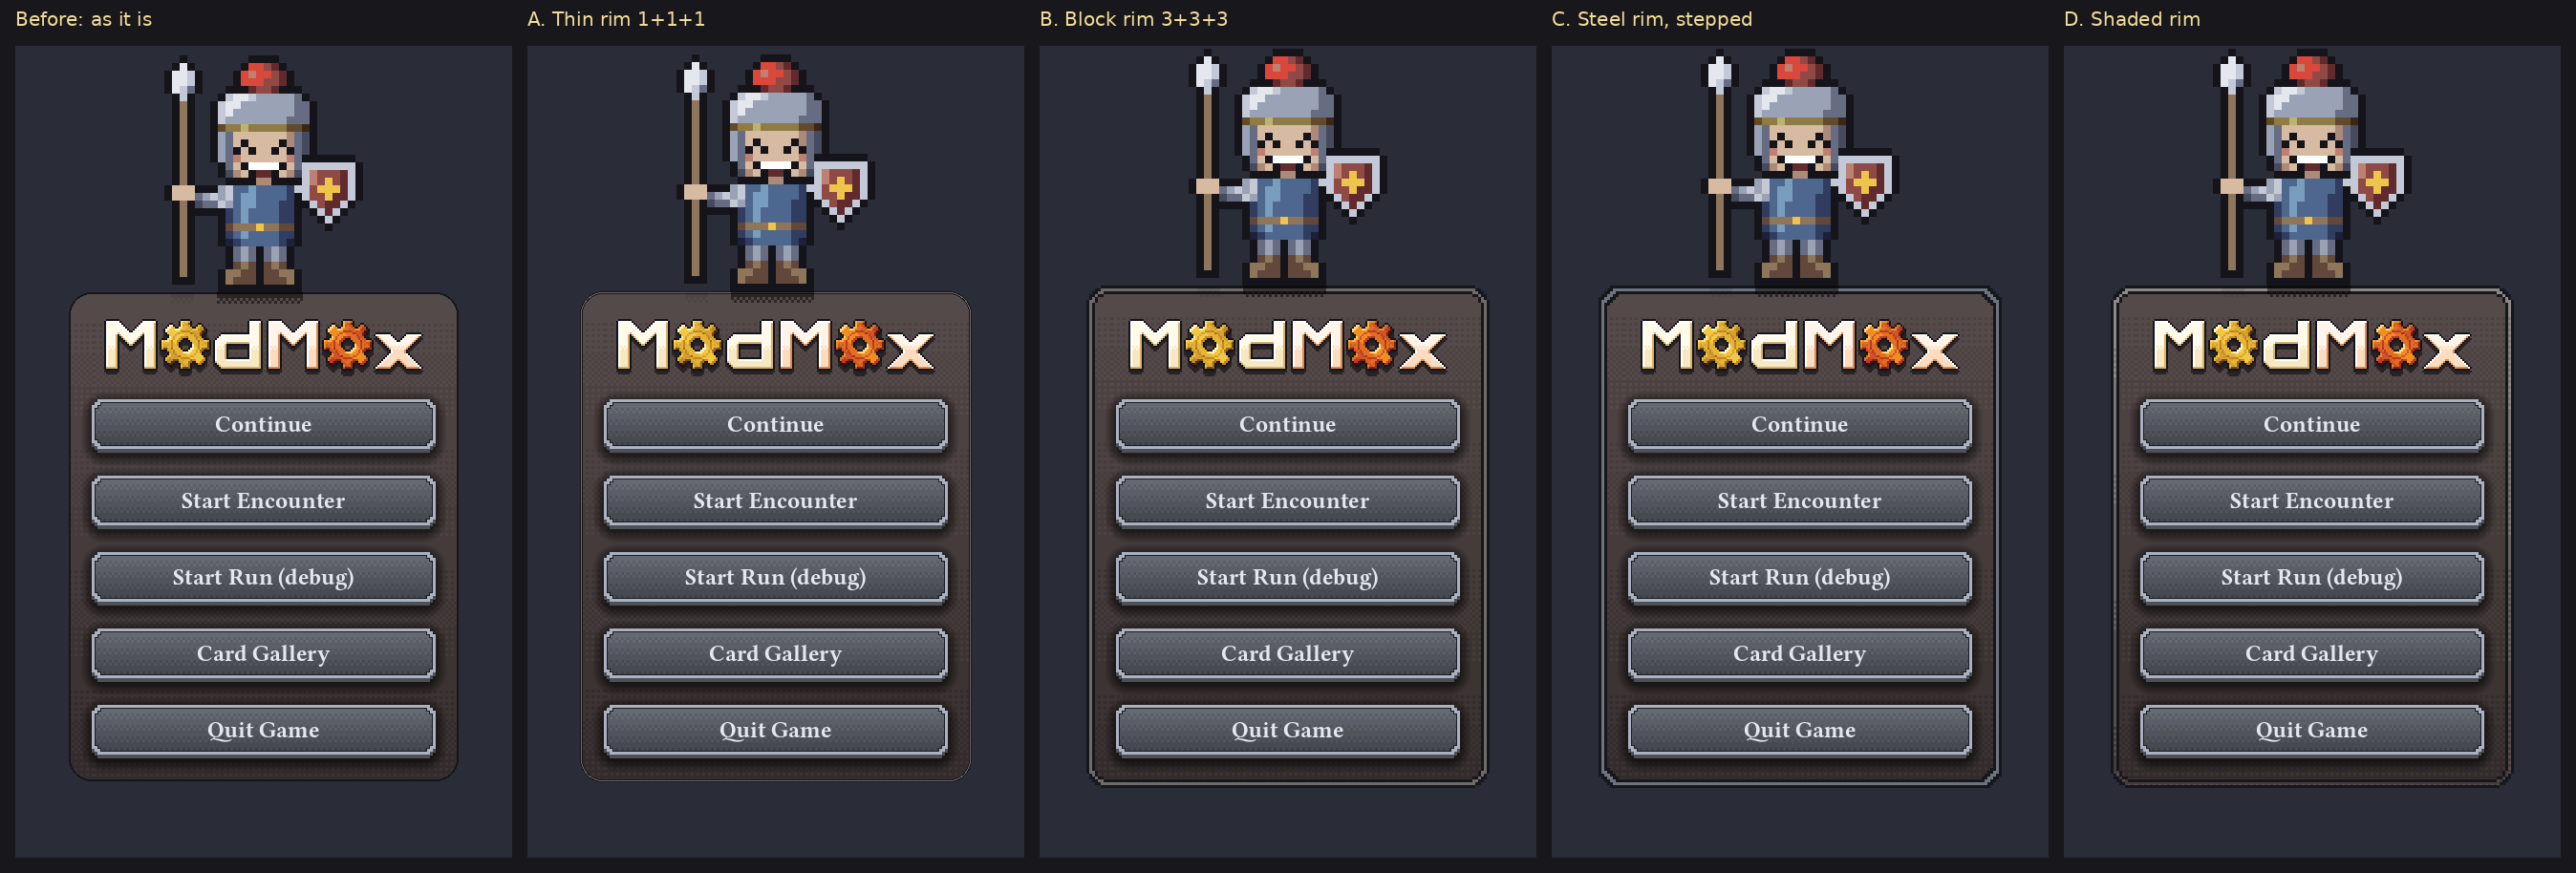 Before: as it is
A. Thin rim 1+1+1
B. Block rim 3+3+3
C. Steel rim, stepped
D. Shaded rim
ModMox
Continue
Start Encounter
Start Run (debug)
Card Gallery
Quit Game
ModMox
Continue
Start Encounter
Start Run (debug)
Card Gallery
Quit Game
ModMox
Continue
Start Encounter
Start Run (debug)
Card Gallery
Quit Game
ModMox
Continue
Start Encounter
Start Run (debug)
Card Gallery
Quit Game
ModMox
Continue
Start Encounter
Start Run (debug)
Card Gallery
Quit Game